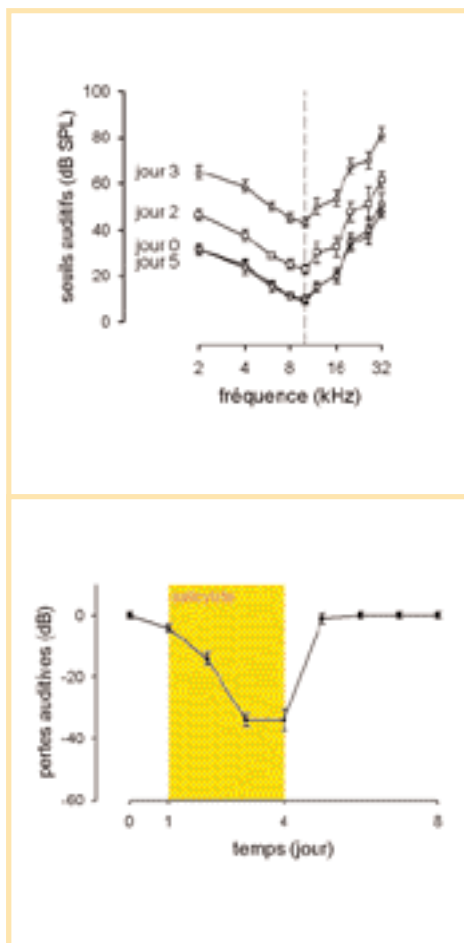 100
80
60
40
20
0
seuils auditifs (dB SPL)
jour 3
jour 2
jour 0
jour 5
2 4 8 16 32
fréquence (kHz)
salicylate
0
-20
-40
-60
pertes auditives (dB)
0 1 4 8
temps (jour)